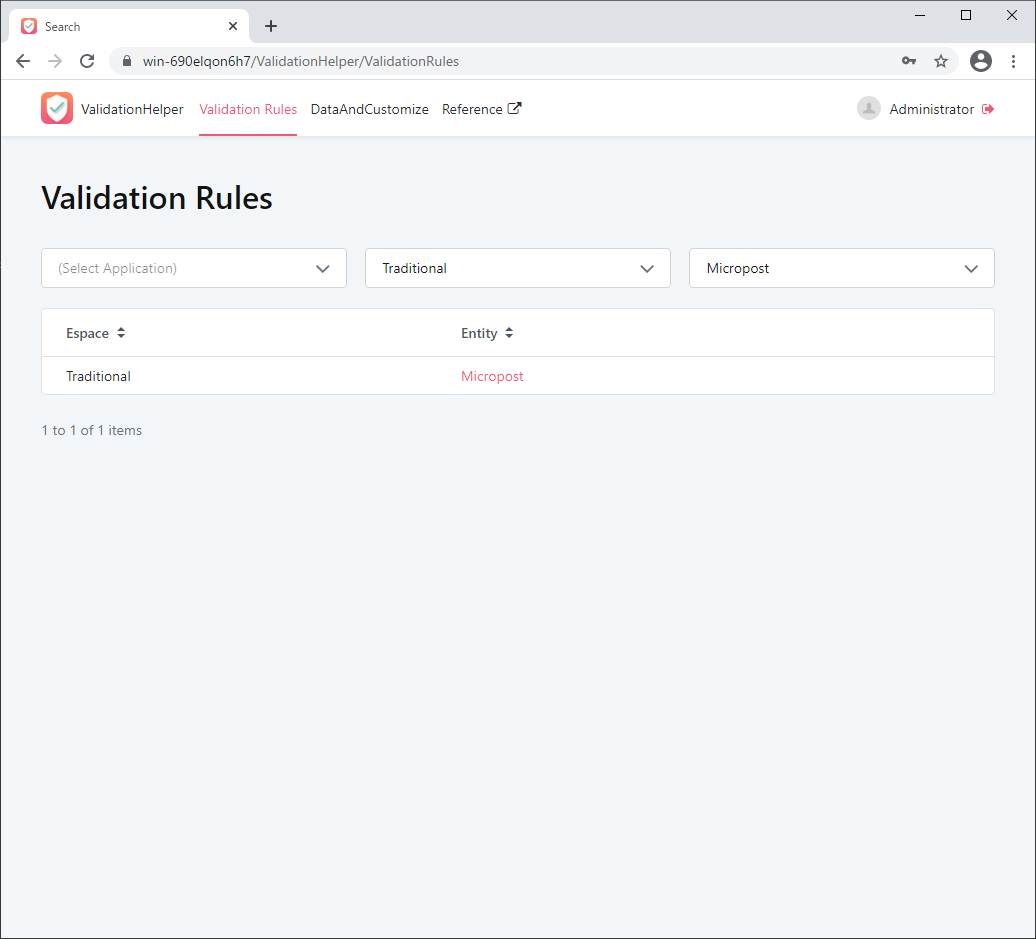 Search
win-690elqon6h7/ValidationHelper/ValidationRules
ValidationHelper Validation Rules DataAndCustomize Reference Administrator
Validation Rules
(Select Application) Traditional Micropost
Espace Entity
Traditional Micropost
1 to 1 of 1 items